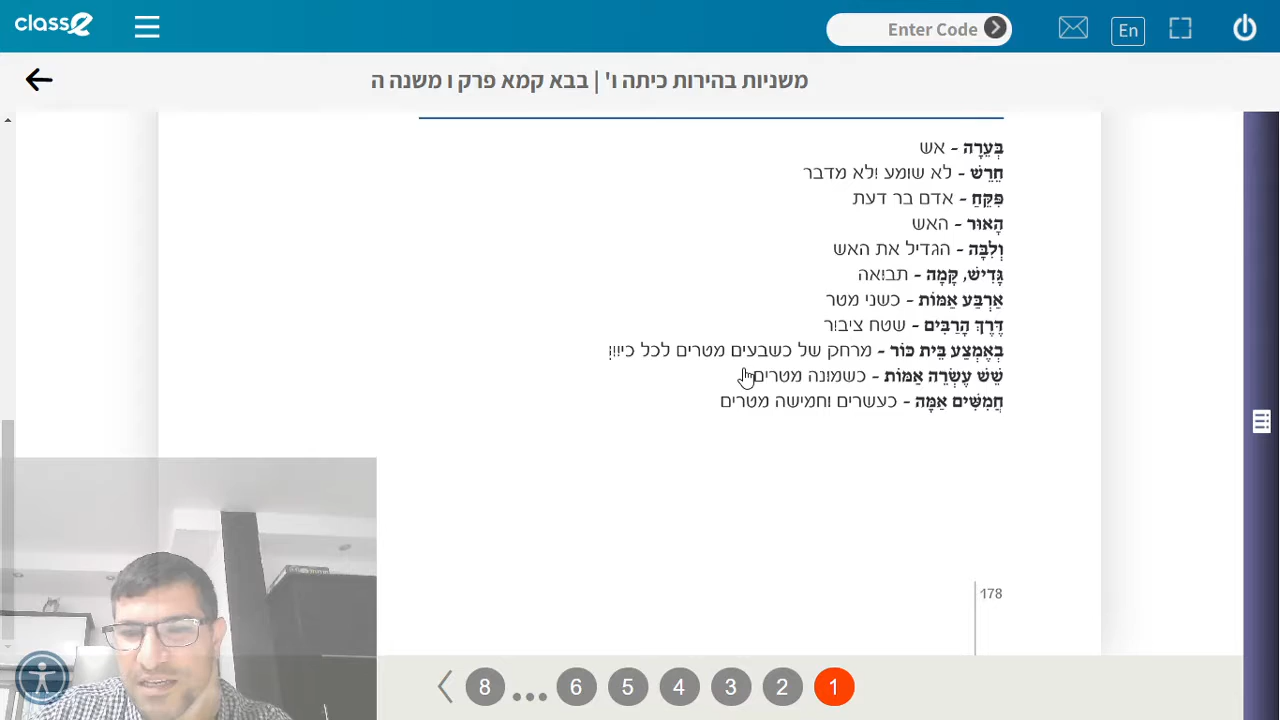 classe
Enter Code
En
משניות בהירות כיתה ו' | בבא קמא פרק ו משנה ה
בְּעֵרָה - אש
חֵרֵשׁ - לא שומע ולא מדבר
פִּקֵּחַ - אדם בר דעת
הָאוּר - האש
וְלִבָּה - הגדיל את האש
גָּדִישׁ, קָמָה - תבואה
אַרְבַּע אַמּוֹת - כשני מטר
דֶּרֶךְ הָרַבִּים - שטח ציבור
בְּאֶמְצַע בֵּית כּוֹר - מרחק של כשבעים מטרים לכל כיוון
שֵׁשׁ עֶשְׂרֵה אַמּוֹת - כשמונה מטרים
חֲמִשִּׁים אַמָּה - כעשרים וחמישה מטרים
178
8 ... 6 5 4 3 2 1